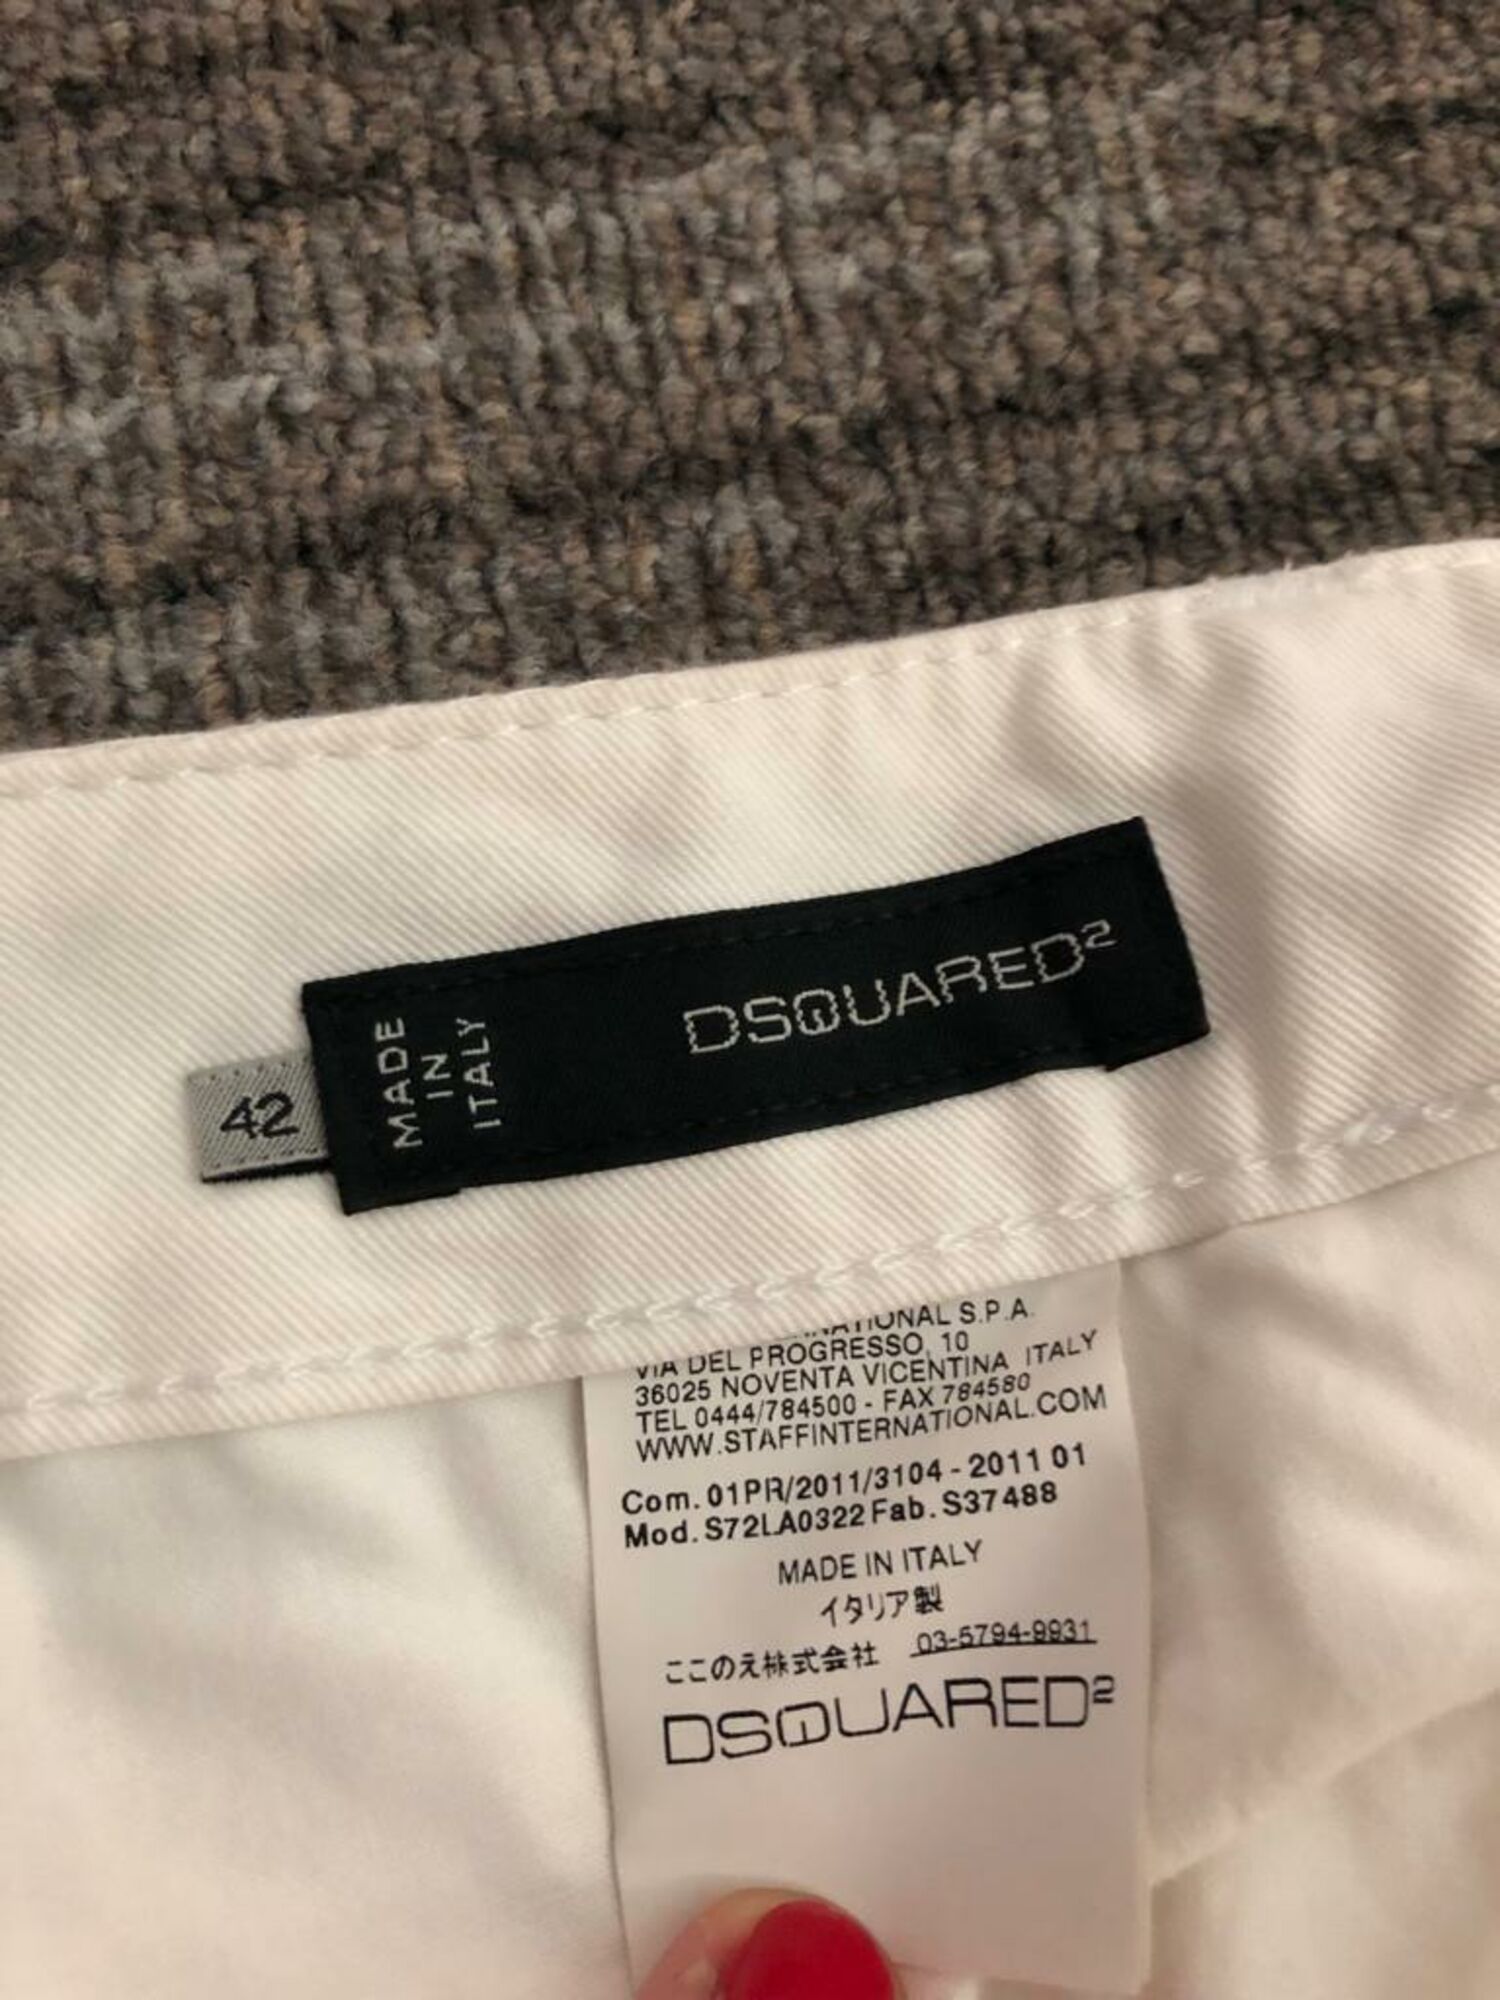 42
MADE
IN
ITALY
DSQUARED2
S.P.A.
VIA DEL PROGRESSO, 10
36025 NOVENTA VICENTINA ITALY
TEL 0444/784500 - FAX 784580
WWW.STAFFINTERNATIONAL.COM
Com. 01PR/2011/3104 - 2011 01
Mod. S72LA0322 Fab. S37488
MADE IN ITALY
イタリア製
ここのえ株式会社 03-5794-9931
DSQUARED2